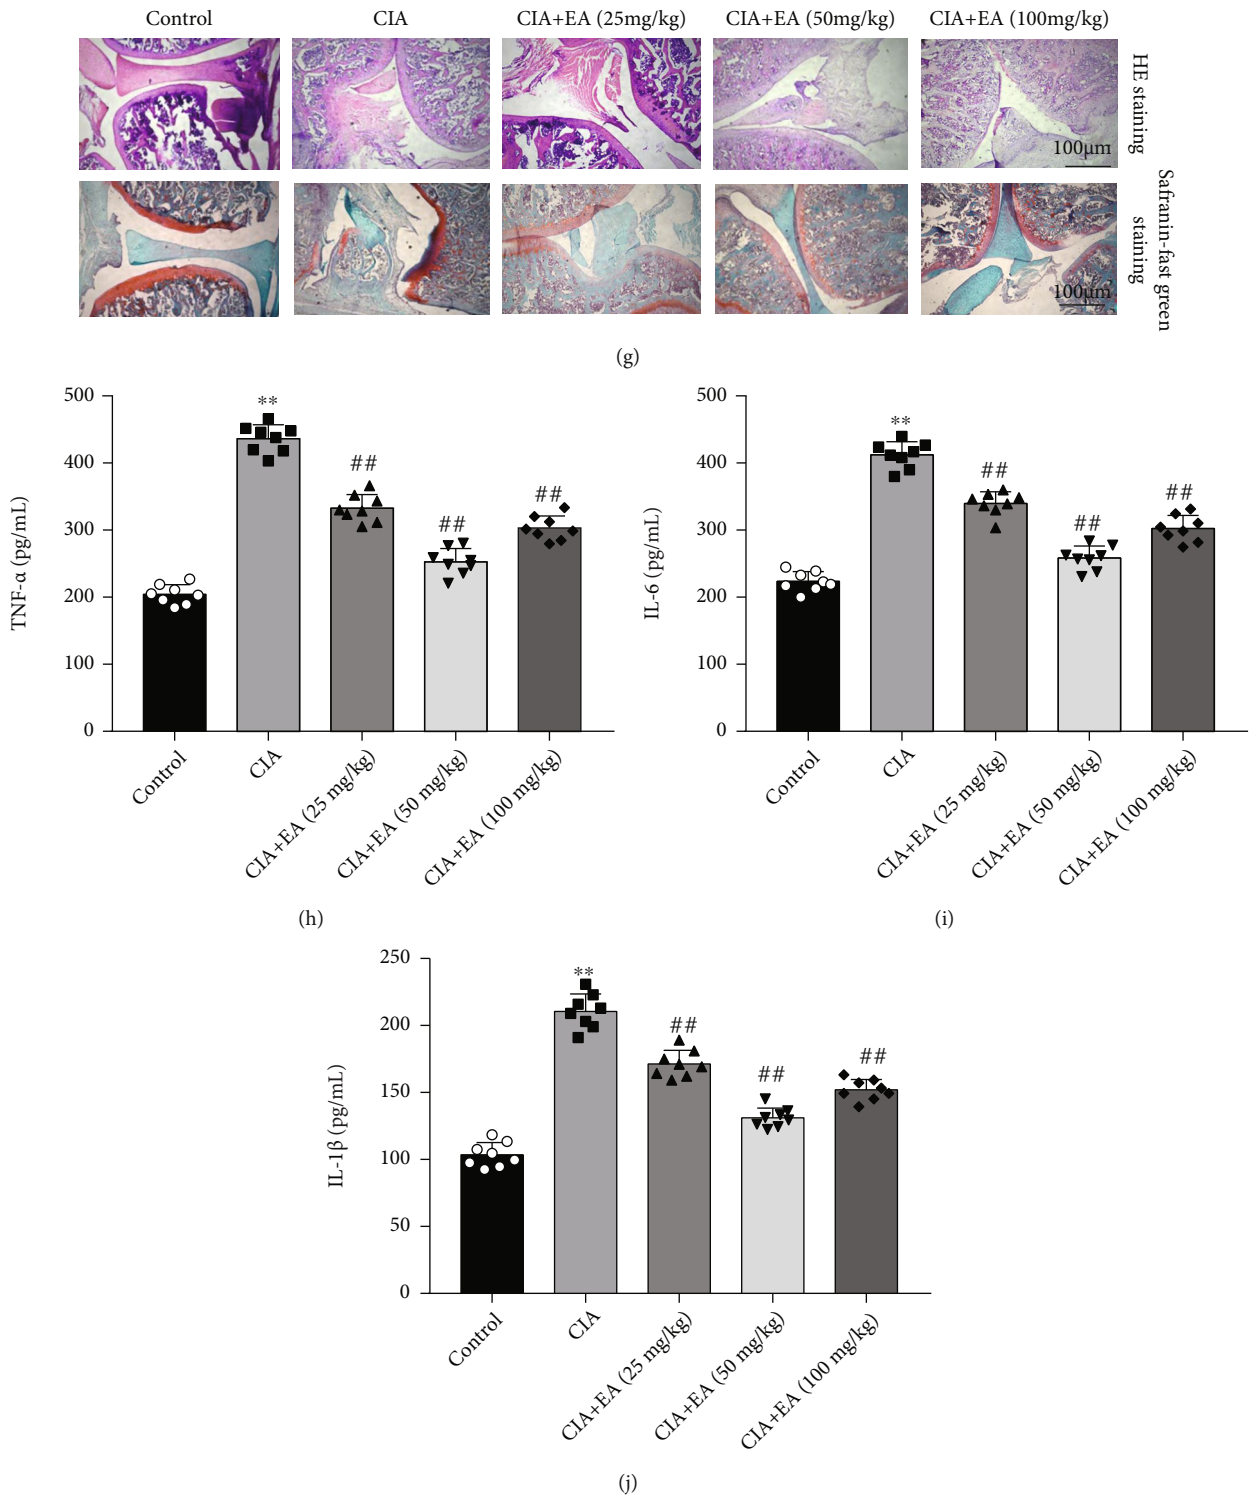 Control CIA CIA+EA (25mg/kg) CIA+EA (50mg/kg) CIA+EA (100mg/kg)
HE staining
100μm
Safranin-fast green
staining
100μm
(g)
500
400
300
200
100
0
TNF-α (pg/mL)
**
##
##
##
Control
CIA
CIA+EA (25 mg/kg)
CIA+EA (50 mg/kg)
CIA+EA (100 mg/kg)
(h)
500
400
300
200
100
0
IL-6 (pg/mL)
**
##
##
##
Control
CIA
CIA+EA (25 mg/kg)
CIA+EA (50 mg/kg)
CIA+EA (100 mg/kg)
(i)
250
200
150
100
50
0
IL-1β (pg/mL)
**
##
##
##
Control
CIA
CIA+EA (25 mg/kg)
CIA+EA (50 mg/kg)
CIA+EA (100 mg/kg)
(j)